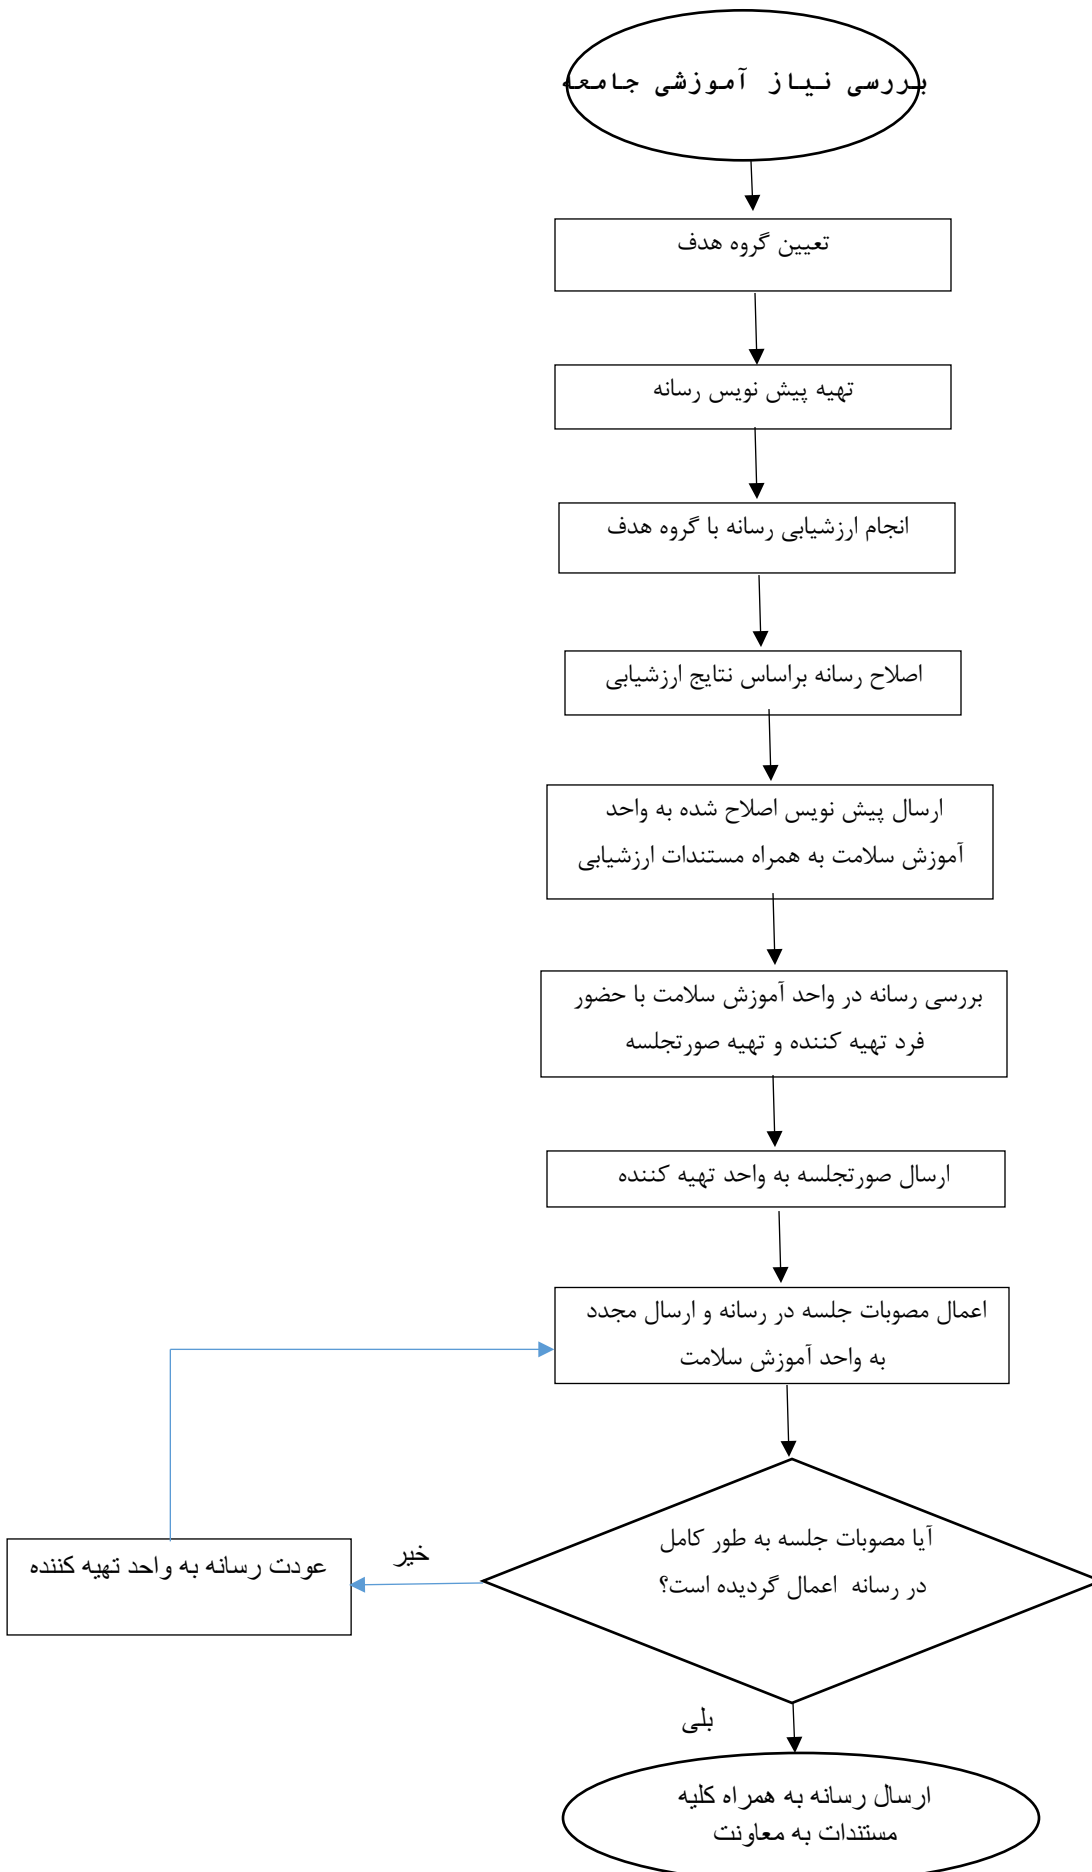 بررسی نیاز آموزشی جامعه
تعیین گروه هدف
تهیه پیش نویس رسانه
انجام ارزشیابی رسانه با گروه هدف
اصلاح رسانه براساس نتایج ارزشیابی
ارسال پیش نویس اصلاح شده به واحد
آموزش سلامت به همراه مستندات ارزشیابی
بررسی رسانه در واحد آموزش سلامت با حضور
فرد تهیه کننده و تهیه صورتجلسه
ارسال صورتجلسه به واحد تهیه کننده
اعمال مصوبات جلسه در رسانه و ارسال مجدد
به واحد آموزش سلامت
آیا مصوبات جلسه به طور کامل
در رسانه اعمال گردیده است؟
خیر
عودت رسانه به واحد تهیه کننده
بلی
ارسال رسانه به همراه کلیه
مستندات به معاونت